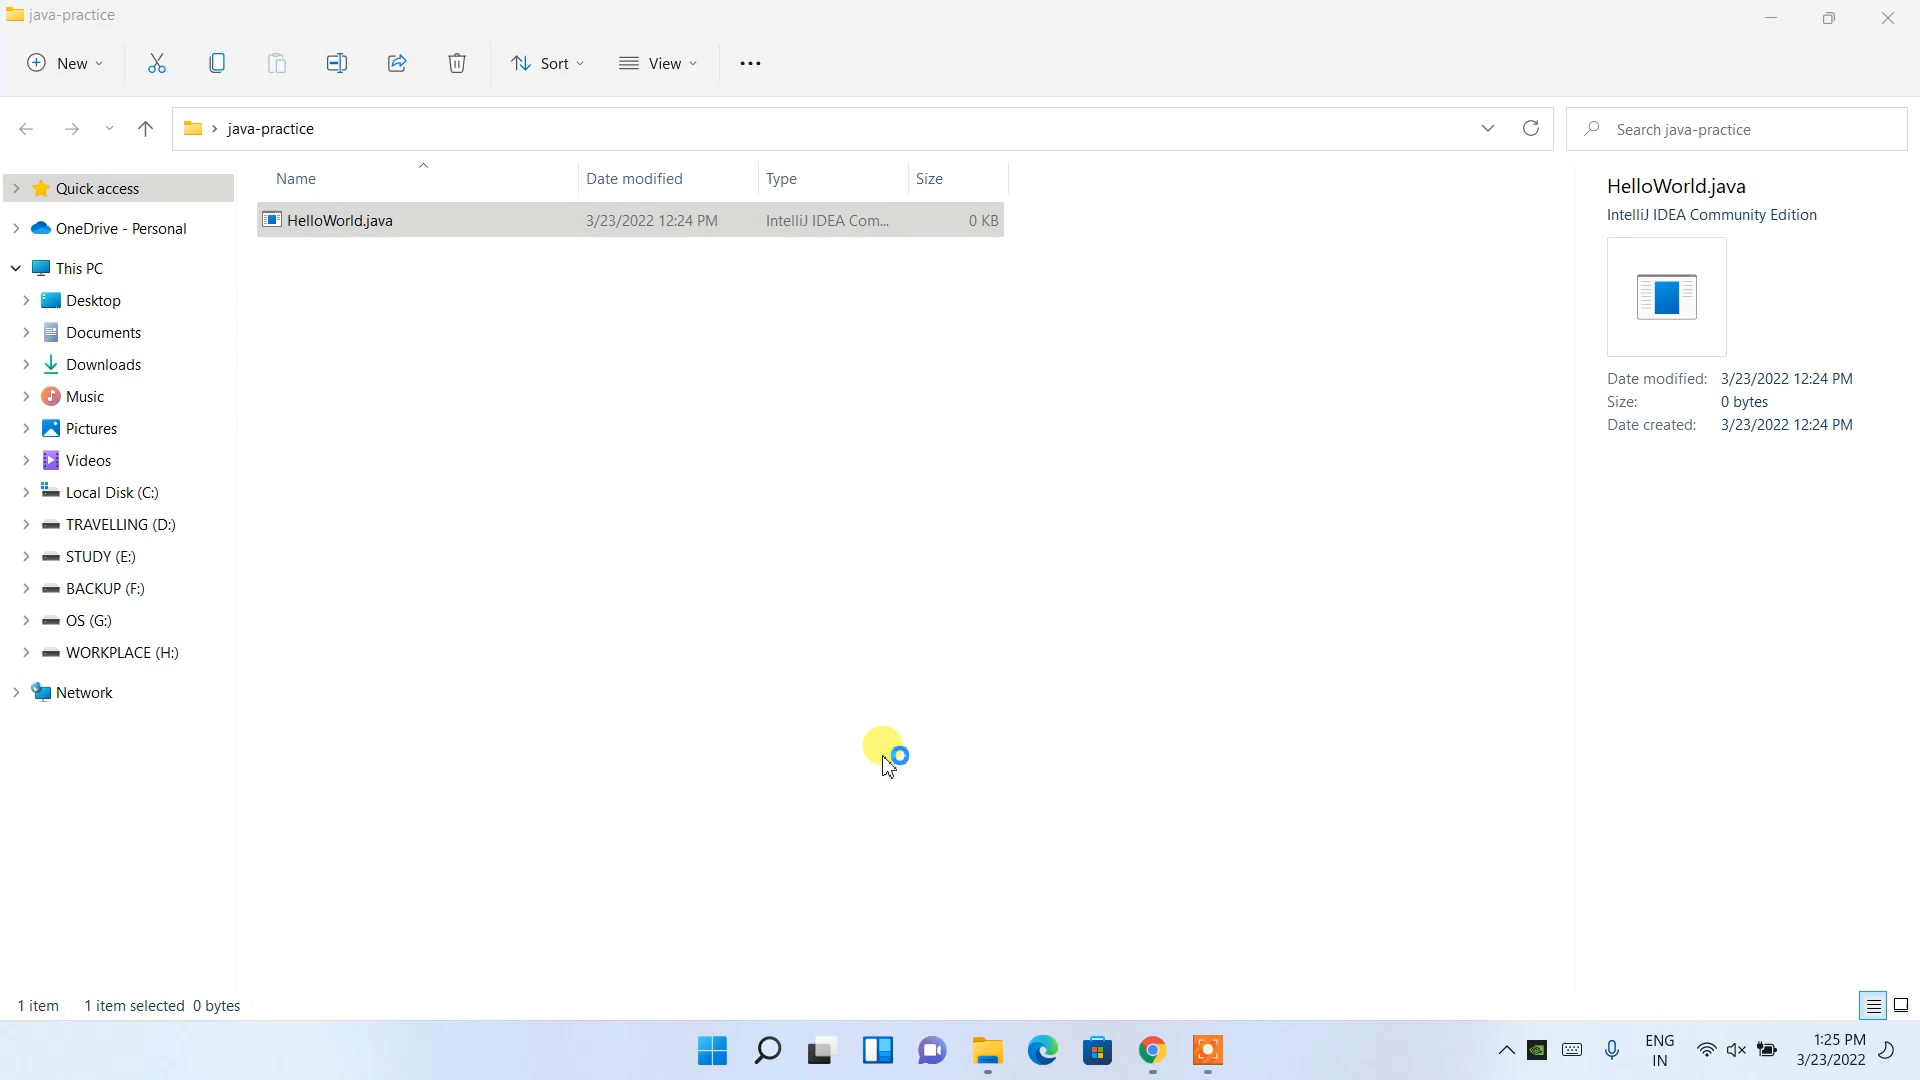 java-practice
New
Sort
View
java-practice
Search java-practice
Name
Date modified
Type
Size
HelloWorld.java
3/23/2022 12:24 PM
IntelliJ IDEA Com...
0 KB
Quick access
OneDrive - Personal
This PC
Desktop
Documents
Downloads
Music
Pictures
Videos
Local Disk (C:)
TRAVELLING (D:)
STUDY (E:)
BACKUP (F:)
OS (G:)
WORKPLACE (H:)
Network
HelloWorld.java
IntelliJ IDEA Community Edition
Date modified: 3/23/2022 12:24 PM
Size: 0 bytes
Date created: 3/23/2022 12:24 PM
1 item 1 item selected 0 bytes
ENG
IN
1:25 PM
3/23/2022